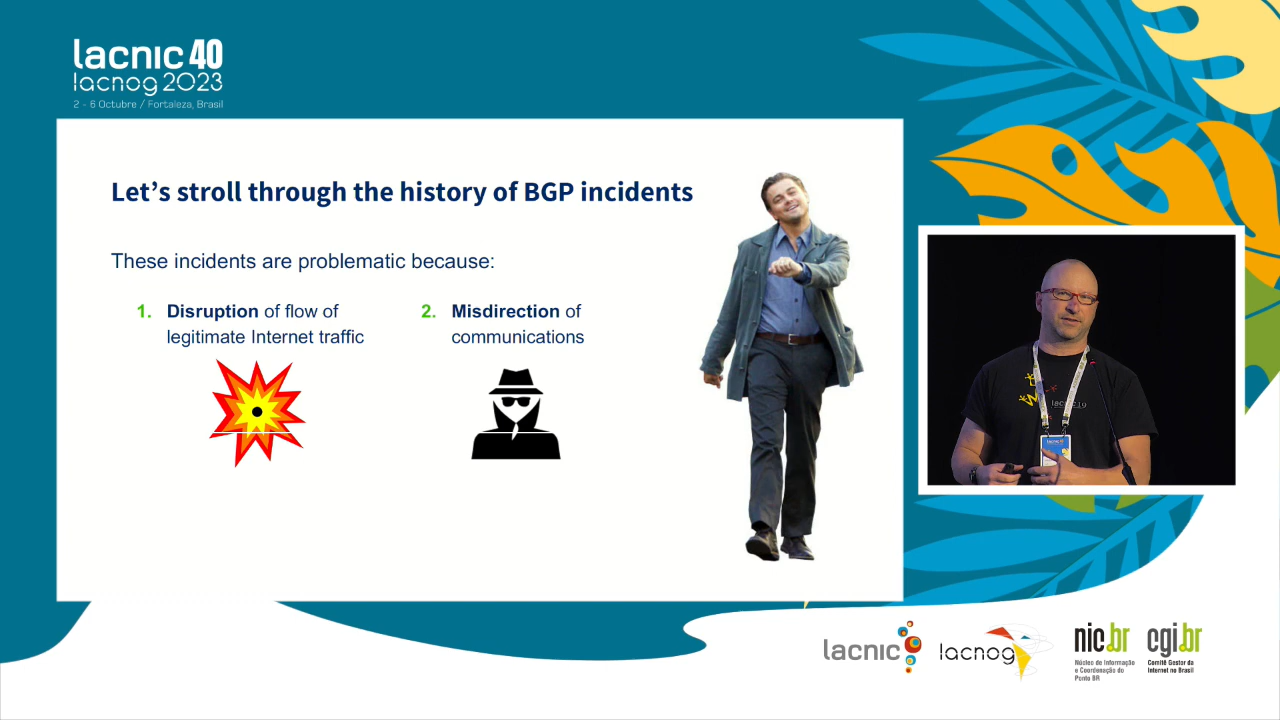 lacnic 40
lacnog 2023
2 - 6 Octubre / Fortaleza, Brasil
Let's stroll through the history of BGP incidents
These incidents are problematic because:
1. Disruption of flow of
legitimate Internet traffic
2. Misdirection of
communications
lacnic19
lacnic
lacnog
nic.br
Núcleo de Informação
e Coordenação do
Ponto BR
cgi.br
Comitê Gestor da
Internet no Brasil